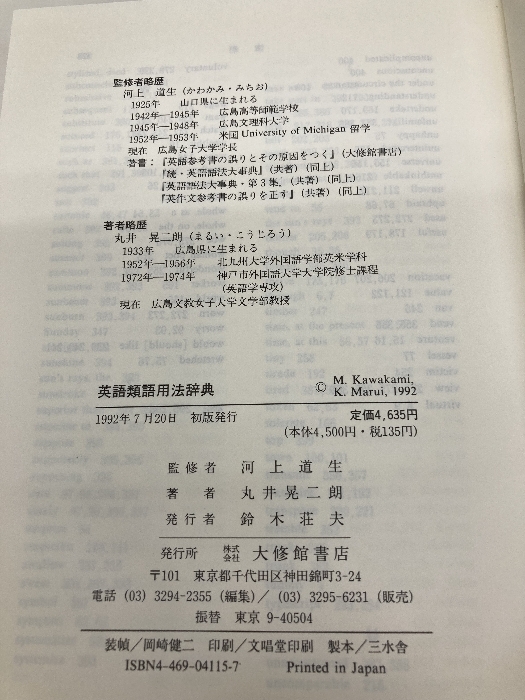 監修者略歴
河上 道生(かわかみ・みちお)
1925年 山口県に生まれる
1942年—1945年 広島高等師範学校
1945年—1948年 広島文理科大学
1952年—1953年 米国 University of Michigan 留学
現在 広島女子大学学長
著書:『英語参考書の誤りとその原因をつく』(大修館書店)
『続・英語語法大事典』(共著)(同上)
『英語語法大事典・第3集』(共著)(同上)
『英作文参考書の誤りを正す』(共著)(同上)
著者略歴
丸井 晃二朗(まるい・こうじろう)
1933年 広島県に生まれる
1952年—1956年 北九州大学外国語学部英米学科
1972年—1974年 神戸市外国語大学大学院修士課程
(英語学専攻)
現在 広島文教女子大学文学部教授
英語類語用法辞典
© M. Kawakami,
K. Marui, 1992
1992年7月20日 初版発行
定価4,635円
(本体4,500円・税135円)
監修者 河上道生
著者 丸井晃二朗
発行者 鈴木荘夫
発行所 株式会社 大修館書店
〒101 東京都千代田区神田錦町3-24
電話 (03) 3294-2355 (編集)/(03) 3295-6231 (販売)
振替 東京 9-40504
装幀/岡崎健二 印刷/文唱堂印刷 製本/三水舎
ISBN4-469-04115-7 Printed in Japan